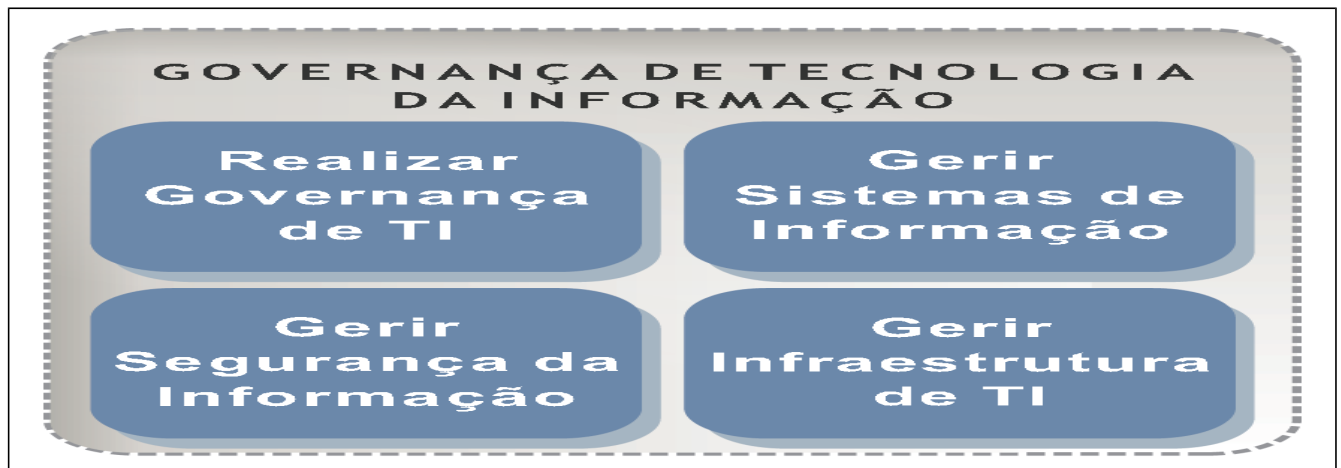 GOVERNANÇA DE TECNOLOGIA
DA INFORMAÇÃO
Realizar
Governança
de TI
Gerir
Sistemas de
Informação
Gerir
Segurança da
Informação
Gerir
Infraestrutura
de TI